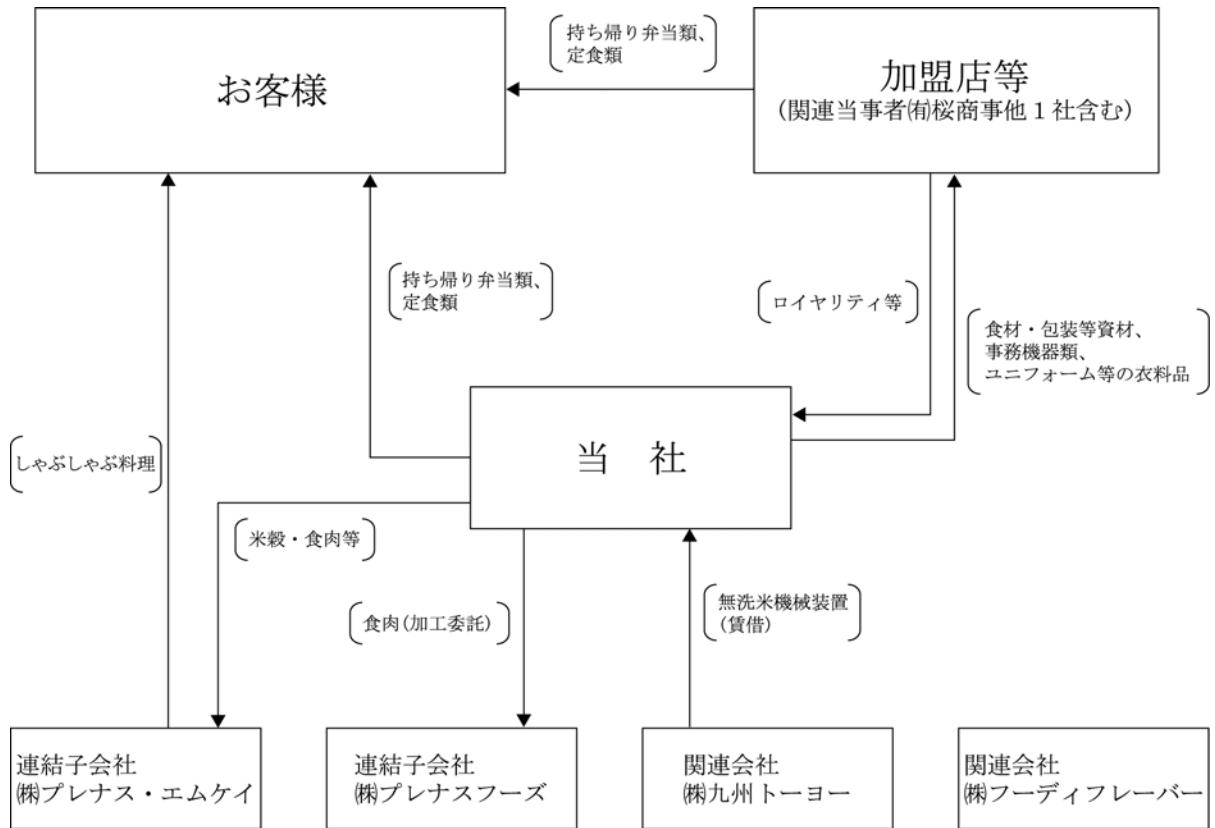 持ち帰り弁当類、
定食類
お客様
加盟店等
(関連当事者㈲桜商事他1社含む)
持ち帰り弁当類、
定食類
ロイヤリティ等
食材・包装等資材、
事務機器類、
ユニフォーム等の衣料品
当 社
しゃぶしゃぶ料理
米穀・食肉等
食肉(加工委託)
無洗米機械装置
(賃借)
連結子会社
㈱プレナス・エムケイ
連結子会社
㈱プレナスフーズ
関連会社
㈱九州トーヨー
関連会社
㈱フーディフレーバー